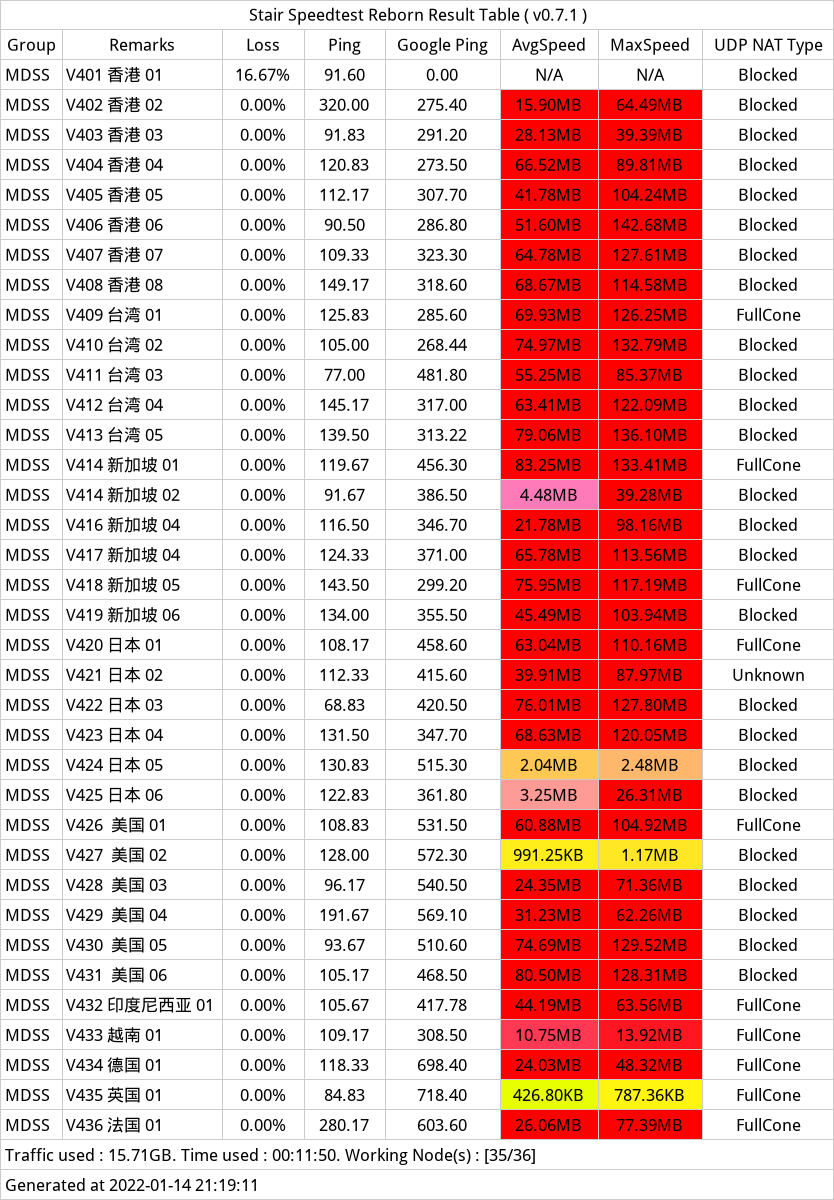 Stair Speedtest Reborn Result Table ( v0.7.1 )
Group Remarks Loss Ping Google Ping AvgSpeed MaxSpeed UDP NAT Type
MDSS V401 香港 01 16.67% 91.60 0.00 N/A N/A Blocked
MDSS V402 香港 02 0.00% 320.00 275.40 15.90MB 64.49MB Blocked
MDSS V403 香港 03 0.00% 91.83 291.20 28.13MB 39.39MB Blocked
MDSS V404 香港 04 0.00% 120.83 273.50 66.52MB 89.81MB Blocked
MDSS V405 香港 05 0.00% 112.17 307.70 41.78MB 104.24MB Blocked
MDSS V406 香港 06 0.00% 90.50 286.80 51.60MB 142.68MB Blocked
MDSS V407 香港 07 0.00% 109.33 323.30 64.78MB 127.61MB Blocked
MDSS V408 香港 08 0.00% 149.17 318.60 68.67MB 114.58MB Blocked
MDSS V409 台湾 01 0.00% 125.83 285.60 69.93MB 126.25MB FullCone
MDSS V410 台湾 02 0.00% 105.00 268.44 74.97MB 132.79MB Blocked
MDSS V411 台湾 03 0.00% 77.00 481.80 55.25MB 85.37MB Blocked
MDSS V412 台湾 04 0.00% 145.17 317.00 63.41MB 122.09MB Blocked
MDSS V413 台湾 05 0.00% 139.50 313.22 79.06MB 136.10MB Blocked
MDSS V414 新加坡 01 0.00% 119.67 456.30 83.25MB 133.41MB FullCone
MDSS V414 新加坡 02 0.00% 91.67 386.50 4.48MB 39.28MB Blocked
MDSS V416 新加坡 04 0.00% 116.50 346.70 21.78MB 98.16MB Blocked
MDSS V417 新加坡 04 0.00% 124.33 371.00 65.78MB 113.56MB Blocked
MDSS V418 新加坡 05 0.00% 143.50 299.20 75.95MB 117.19MB FullCone
MDSS V419 新加坡 06 0.00% 134.00 355.50 45.49MB 103.94MB Blocked
MDSS V420 日本 01 0.00% 108.17 458.60 63.04MB 110.16MB FullCone
MDSS V421 日本 02 0.00% 112.33 415.60 39.91MB 87.97MB Unknown
MDSS V422 日本 03 0.00% 68.83 420.50 76.01MB 127.80MB Blocked
MDSS V423 日本 04 0.00% 131.50 347.70 68.63MB 120.05MB Blocked
MDSS V424 日本 05 0.00% 130.83 515.30 2.04MB 2.48MB Blocked
MDSS V425 日本 06 0.00% 122.83 361.80 3.25MB 26.31MB Blocked
MDSS V426 美国 01 0.00% 108.83 531.50 60.88MB 104.92MB FullCone
MDSS V427 美国 02 0.00% 128.00 572.30 991.25KB 1.17MB Blocked
MDSS V428 美国 03 0.00% 96.17 540.50 24.35MB 71.36MB Blocked
MDSS V429 美国 04 0.00% 191.67 569.10 31.23MB 62.26MB Blocked
MDSS V430 美国 05 0.00% 93.67 510.60 74.69MB 129.52MB Blocked
MDSS V431 美国 06 0.00% 105.17 468.50 80.50MB 128.31MB Blocked
MDSS V432 印度尼西亚 01 0.00% 105.67 417.78 44.19MB 63.56MB FullCone
MDSS V433 越南 01 0.00% 109.17 308.50 10.75MB 13.92MB FullCone
MDSS V434 德国 01 0.00% 118.33 698.40 24.03MB 48.32MB FullCone
MDSS V435 英国 01 0.00% 84.83 718.40 426.80KB 787.36KB FullCone
MDSS V436 法国 01 0.00% 280.17 603.60 26.06MB 77.39MB FullCone
Traffic used : 15.71GB. Time used : 00:11:50. Working Node(s) : [35/36]
Generated at 2022-01-14 21:19:11